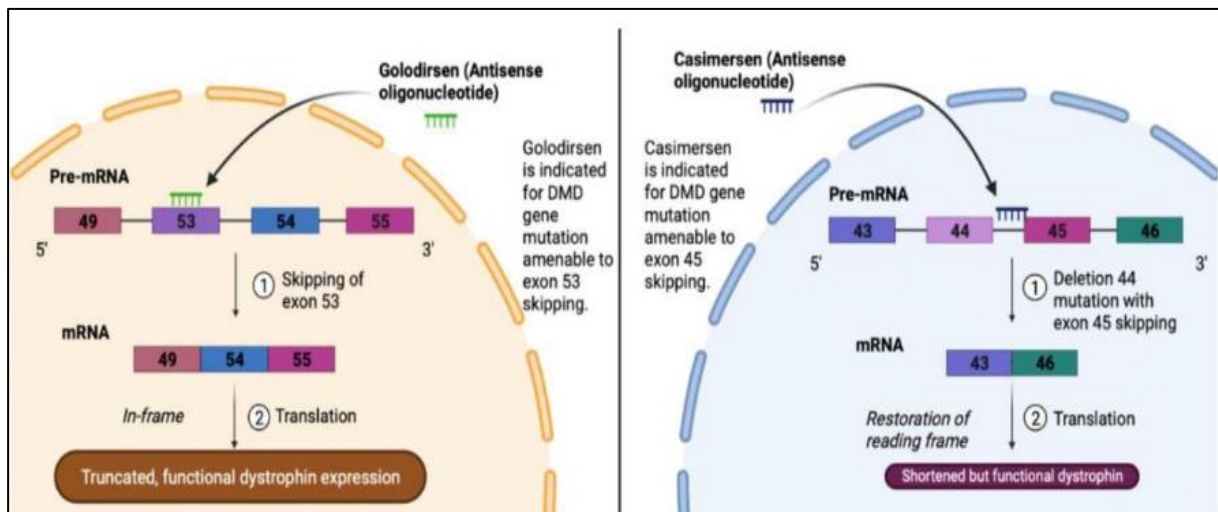 Golodirsen (Antisense
oligonucleotide)
Golodirsen
is indicated
for DMD
gene
mutation
amenable to
exon 53
skipping.
Pre-mRNA
49
53
54
55
5'
3'
1 Skipping of
exon 53
mRNA
49
54
55
In-frame
2 Translation
Truncated, functional dystrophin expression
Casimersen (Antisense
oligonucleotide)
Casimersen
is indicated
for DMD gene
mutation
amenable to
exon 45
skipping.
Pre-mRNA
43
44
45
46
5'
3'
1 Deletion 44
mutation with
exon 45 skipping
mRNA
43
46
Restoration of
reading frame
2 Translation
Shortened but functional dystrophin